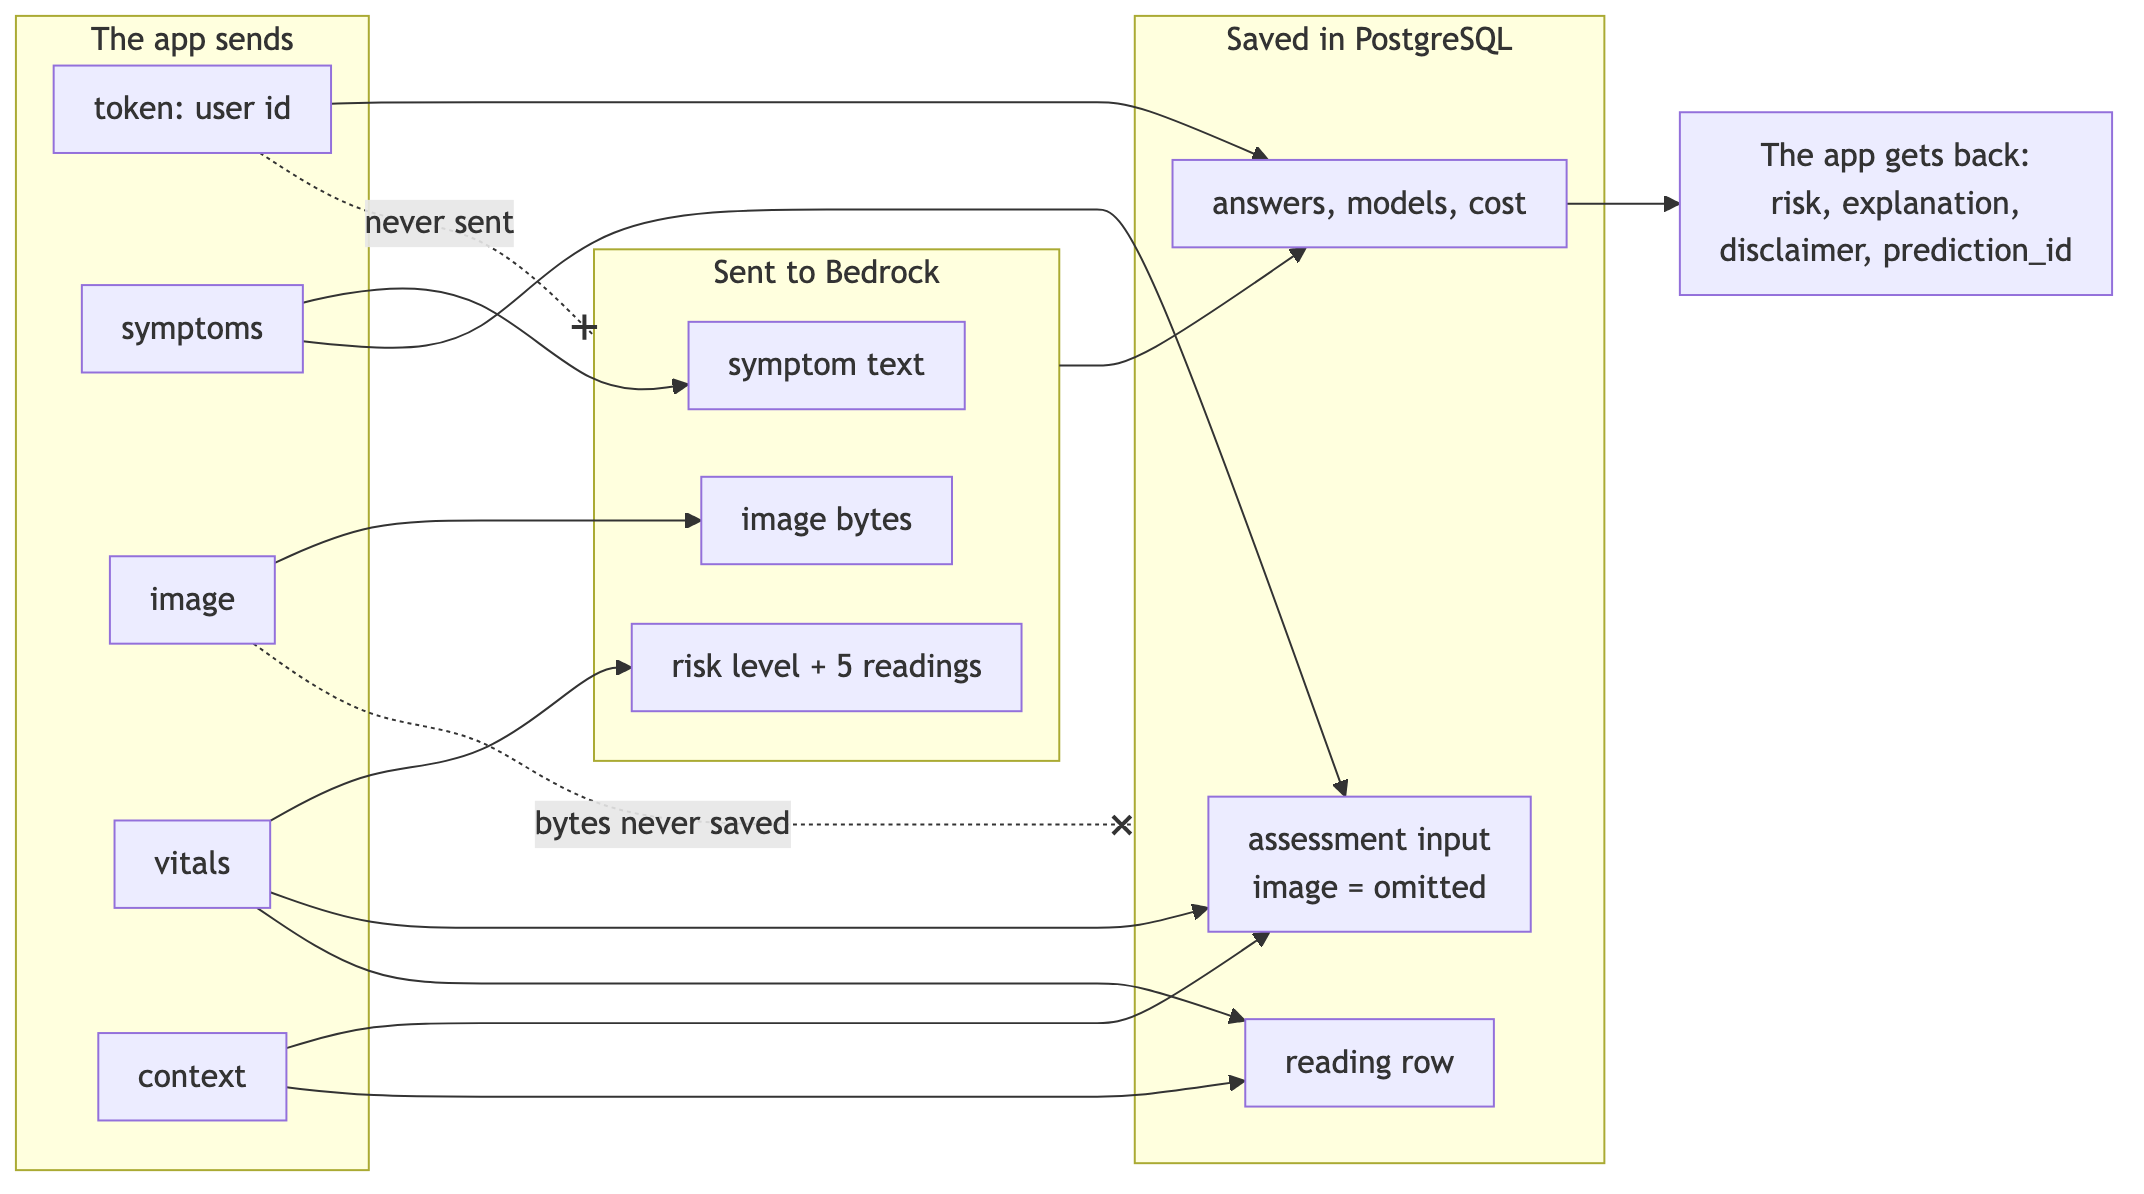 The app sends
token: user id
never sent
symptoms
image
vitals
context
Sent to Bedrock
symptom text
image bytes
risk level + 5 readings
bytes never saved
Saved in PostgreSQL
answers, models, cost
assessment input
image = omitted
reading row
The app gets back:
risk, explanation,
disclaimer, prediction_id